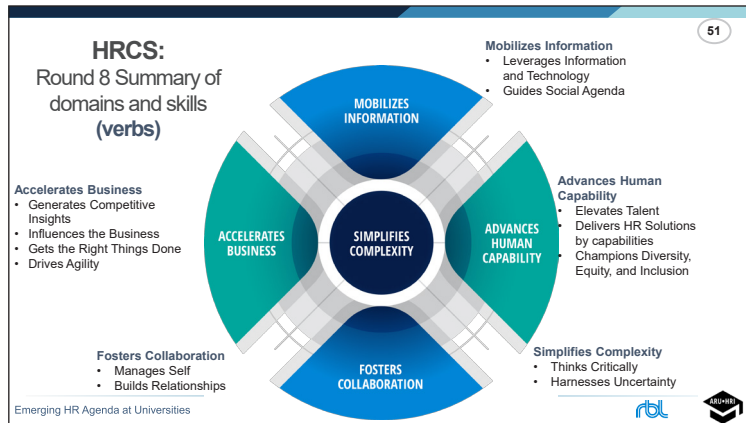 51
HRCS:
Round 8 Summary of
domains and skills
(verbs)
Mobilizes Information
• Leverages Information
and Technology
• Guides Social Agenda
MOBILIZES
INFORMATION
Accelerates Business
• Generates Competitive
Insights
• Influences the Business
• Gets the Right Things Done
• Drives Agility
ACCELERATES
BUSINESS
SIMPLIFIES
COMPLEXITY
ADVANCES
HUMAN
CAPABILITY
Advances Human
Capability
• Elevates Talent
• Delivers HR Solutions
by capabilities
• Champions Diversity,
Equity, and Inclusion
Fosters Collaboration
• Manages Self
• Builds Relationships
FOSTERS
COLLABORATION
Simplifies Complexity
• Thinks Critically
• Harnesses Uncertainty
Emerging HR Agenda at Universities
rbl
ARU•HRI